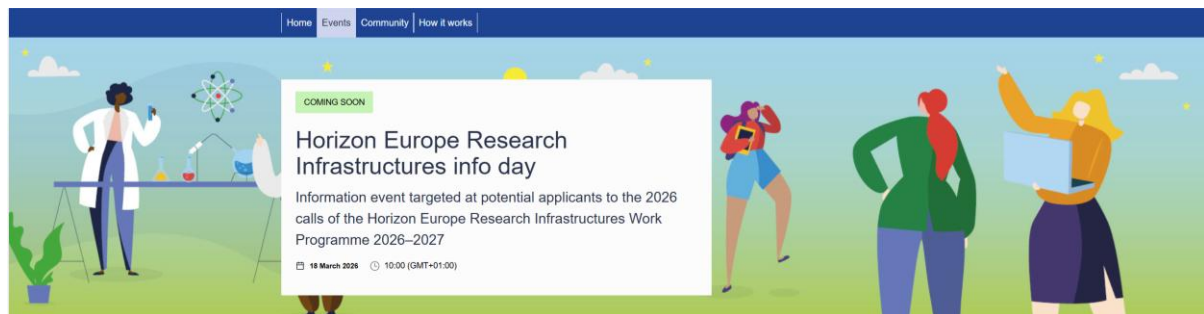 Home Events Community How it works
COMING SOON
Horizon Europe Research
Infrastructures info day
Information event targeted at potential applicants to the 2026
calls of the Horizon Europe Research Infrastructures Work
Programme 2026–2027
18 March 2026 10:00 (GMT+01:00)